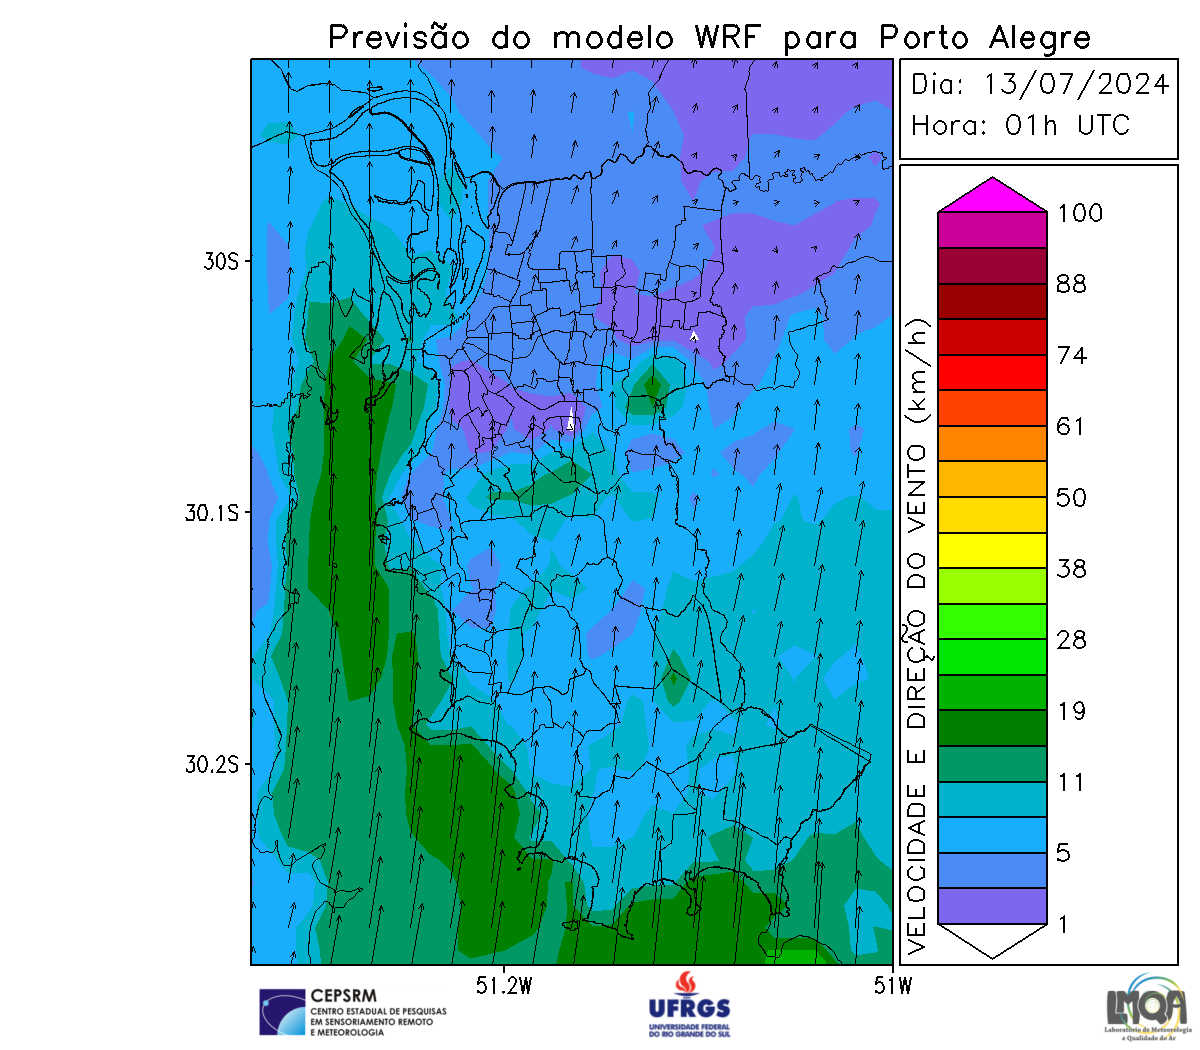 Previsão do modelo WRF para Porto Alegre
Dia: 13/07/2024
Hora: 01h UTC
100
88
74
61
50
38
28
19
11
5
1
VELOCIDADE E DIREÇÃO DO VENTO (km/h)
30S
30.1S
30.2S
51.2W
51W
CEPSRM
CENTRO ESTADUAL DE PESQUISAS
EM SENSORIAMENTO REMOTO
E METEOROLOGIA
UFRGS
UNIVERSIDADE FEDERAL
DO RIO GRANDE DO SUL
LMQA
Laboratório de Meteorologia
e Qualidade do Ar